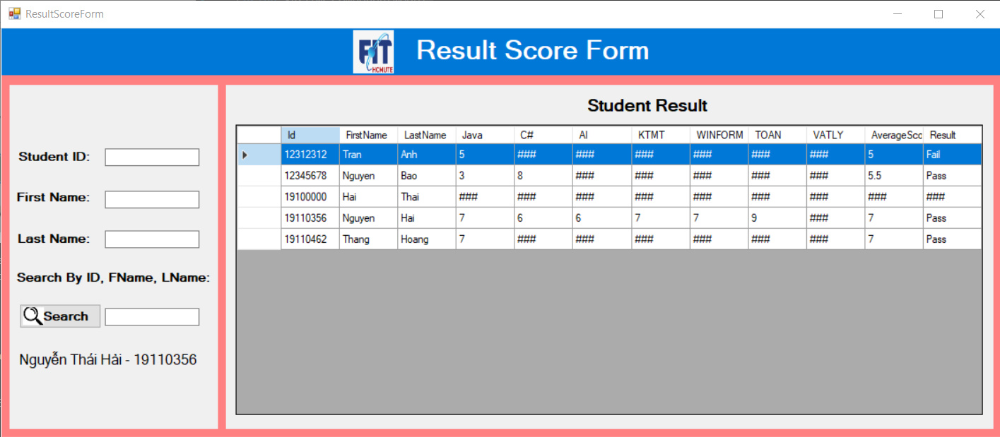 ResultScoreForm
FIT
HCMUTE
Result Score Form
Student ID:
First Name:
Last Name:
Search By ID, FName, LName:
Search
Nguyễn Thái Hải - 19110356
Student Result
Id FirstName LastName Java C# AI KTMT WINFORM TOAN VATLY AverageSco Result
12312312 Tran Anh 5 ### ### ### ### ### ### 5 Fail
12345678 Nguyen Bao 3 8 ### ### ### ### ### 5.5 Pass
19100000 Hai Thai ### ### ### ### ### ### ### ### ###
19110356 Nguyen Hai 7 6 6 7 7 9 ### 7 Pass
19110462 Thang Hoang 7 ### ### ### ### ### ### 7 Pass